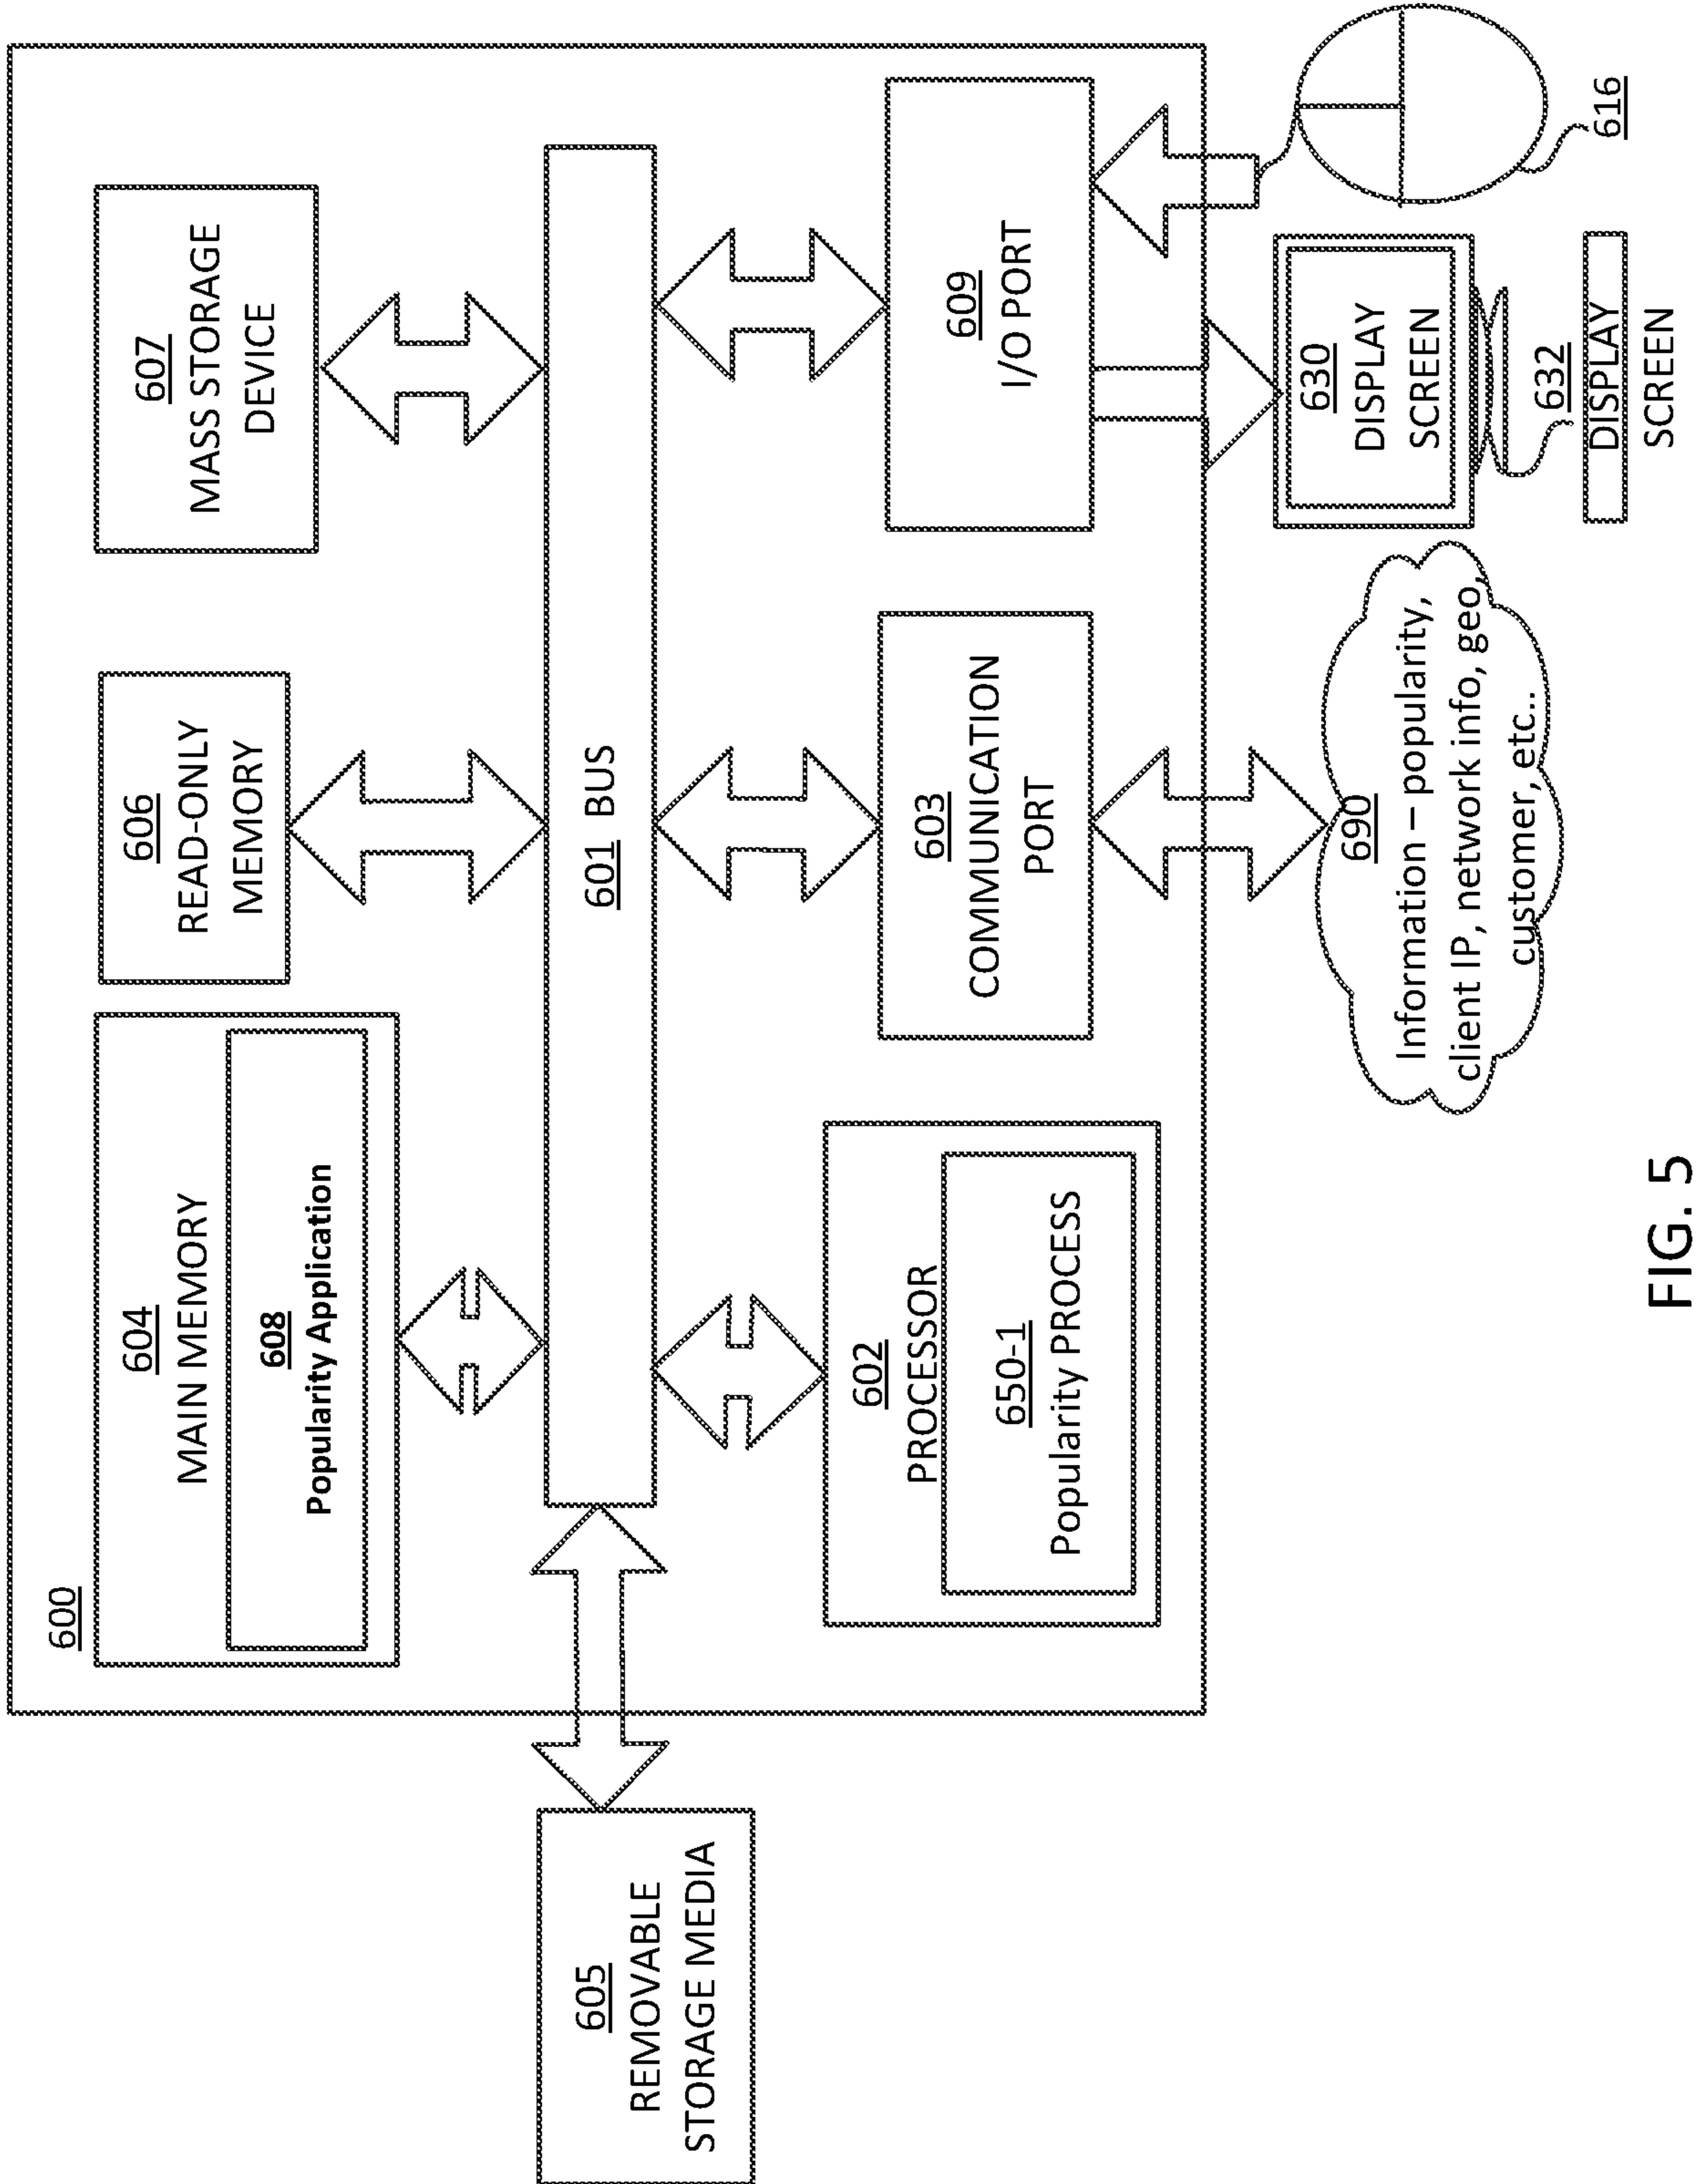 600
604
MAIN MEMORY
608
Popularity Application
606
READ-ONLY
MEMORY
607
MASS STORAGE
DEVICE
605
REMOVABLE
STORAGE MEDIA
601 BUS
602
PROCESSOR
650-1
Popularity PROCESS
603
COMMUNICATION
PORT
609
I/O PORT
690
Information – popularity,
client IP, network info, geo,
customer, etc..
630
DISPLAY
SCREEN
632
DISPLAY
SCREEN
616
FIG. 5